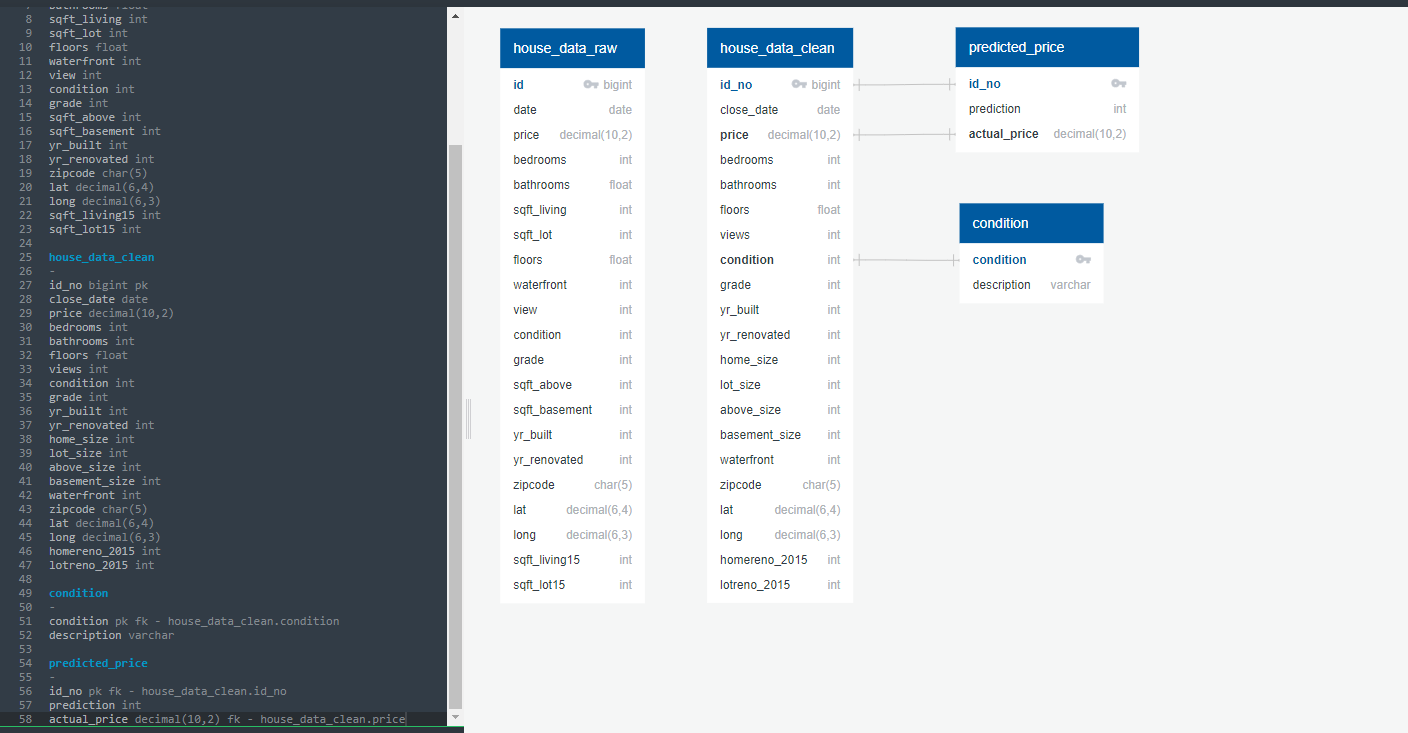 7 bathrooms float
8 sqft_living int
9 sqft_lot int
10 floors float
11 waterfront int
12 view int
13 condition int
14 grade int
15 sqft_above int
16 sqft_basement int
17 yr_built int
18 yr_renovated int
19 zipcode char(5)
20 lat decimal(6,4)
21 long decimal(6,3)
22 sqft_living15 int
23 sqft_lot15 int
24
25 house_data_clean
26 -
27 id_no bigint pk
28 close_date date
29 price decimal(10,2)
30 bedrooms int
31 bathrooms int
32 floors float
33 views int
34 condition int
35 grade int
36 yr_built int
37 yr_renovated int
38 home_size int
39 lot_size int
40 above_size int
41 basement_size int
42 waterfront int
43 zipcode char(5)
44 lat decimal(6,4)
45 long decimal(6,3)
46 homereno_2015 int
47 lotreno_2015 int
48
49 condition
50 -
51 condition pk fk - house_data_clean.condition
52 description varchar
53
54 predicted_price
55 -
56 id_no pk fk - house_data_clean.id_no
57 prediction int
58 actual_price decimal(10,2) fk - house_data_clean.price
house_data_raw
id bigint
date date
price decimal(10,2)
bedrooms int
bathrooms float
sqft_living int
sqft_lot int
floors float
waterfront int
view int
condition int
grade int
sqft_above int
sqft_basement int
yr_built int
yr_renovated int
zipcode char(5)
lat decimal(6,4)
long decimal(6,3)
sqft_living15 int
sqft_lot15 int
house_data_clean
id_no bigint
close_date date
price decimal(10,2)
bedrooms int
bathrooms int
floors float
views int
condition int
grade int
yr_built int
yr_renovated int
home_size int
lot_size int
above_size int
basement_size int
waterfront int
zipcode char(5)
lat decimal(6,4)
long decimal(6,3)
homereno_2015 int
lotreno_2015 int
predicted_price
id_no
prediction int
actual_price decimal(10,2)
condition
condition
description varchar